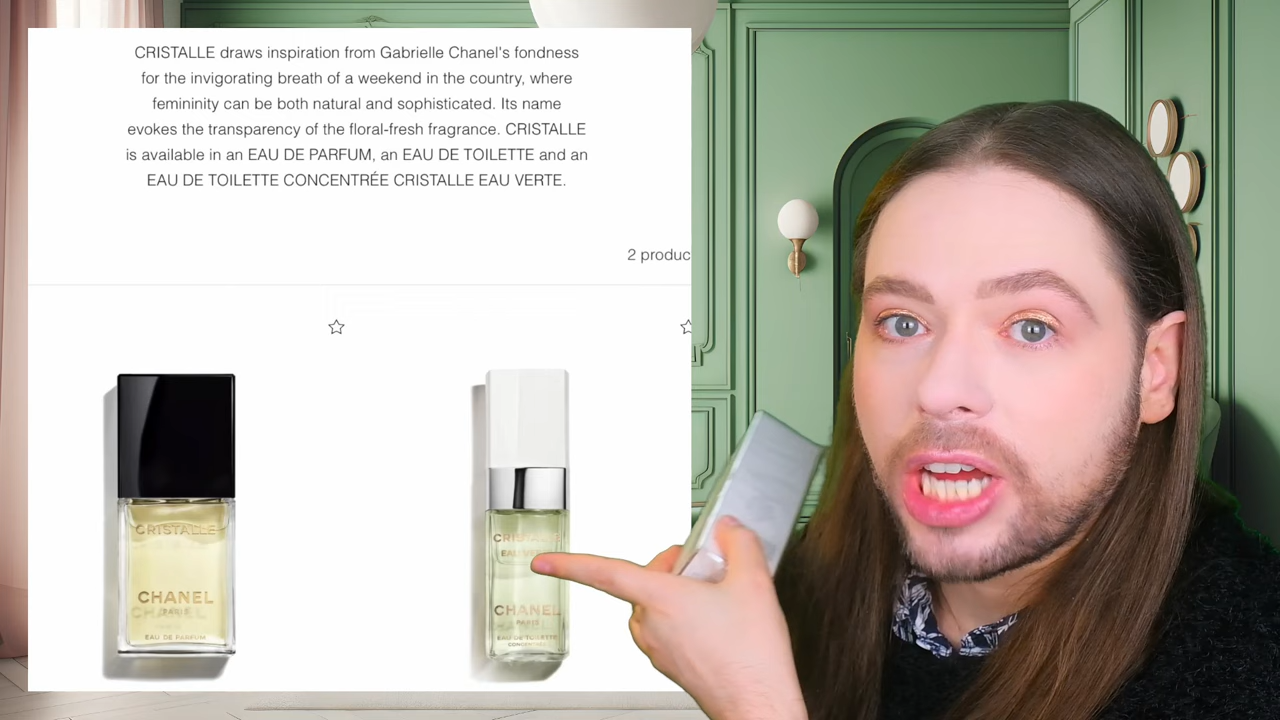 CRISTALLE draws inspiration from Gabrielle Chanel's fondness
for the invigorating breath of a weekend in the country, where
femininity can be both natural and sophisticated. Its name
evokes the transparency of the floral-fresh fragrance. CRISTALLE
is available in an EAU DE PARFUM, an EAU DE TOILETTE and an
EAU DE TOILETTE CONCENTRÉE CRISTALLE EAU VERTE.
2 produc
CRISTALLE
CHANEL
PARIS
EAU DE PARFUM
CRISTALLE
EAU
CHANEL
PARIS
EAU DE TOILETTE
CONCENTRÉE